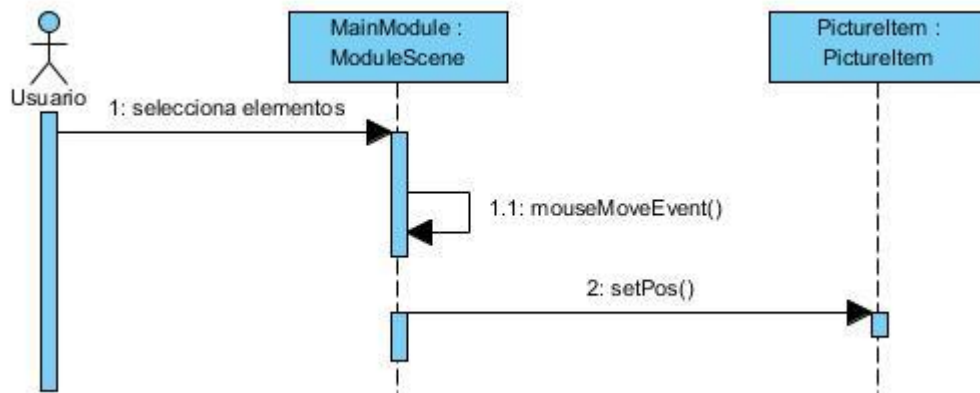 MainModule :
ModuleScene
PictureItem :
PictureItem
Usuario
1: selecciona elementos
1.1: mouseMoveEvent()
2: setPos()